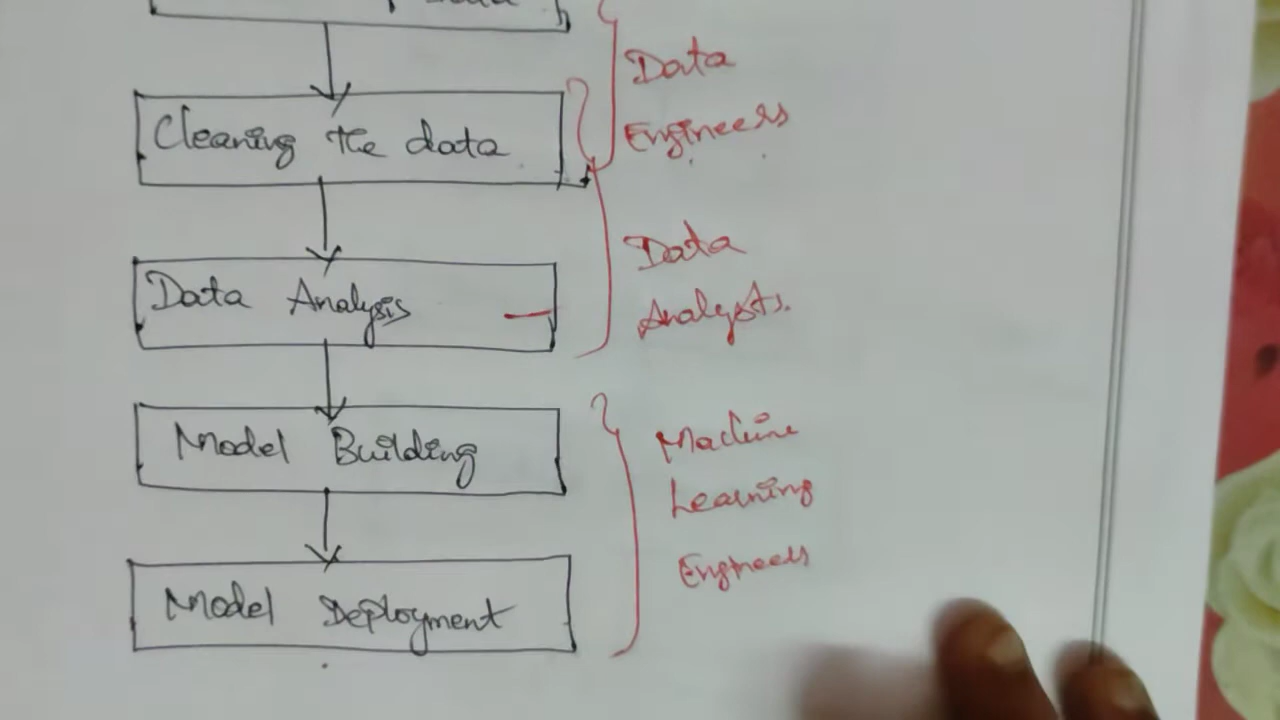 Data
Engineers
Cleaning the data
Data
Analysts.
Data Analysis
Machine
Learning
Engineers
Model Building
Model Deployment